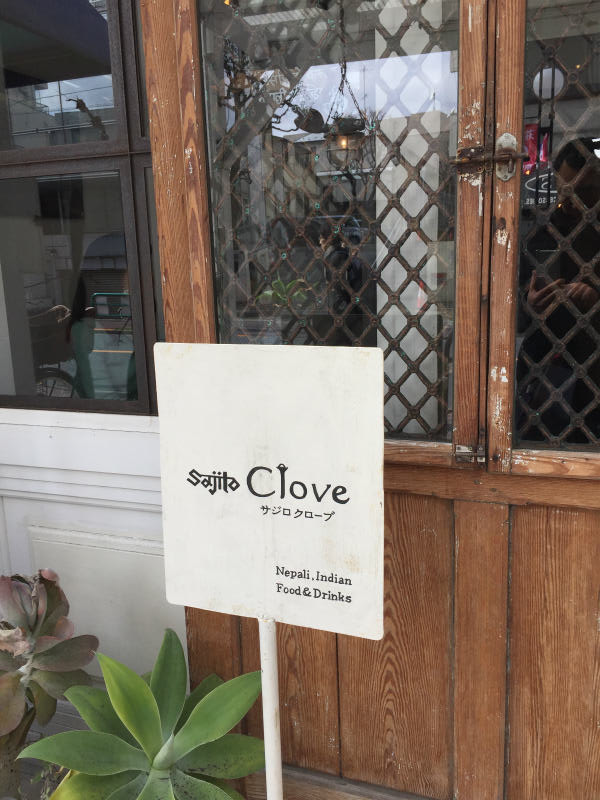 Sajilo Clove
サジロ クローブ
Nepali, Indian
Food & Drinks